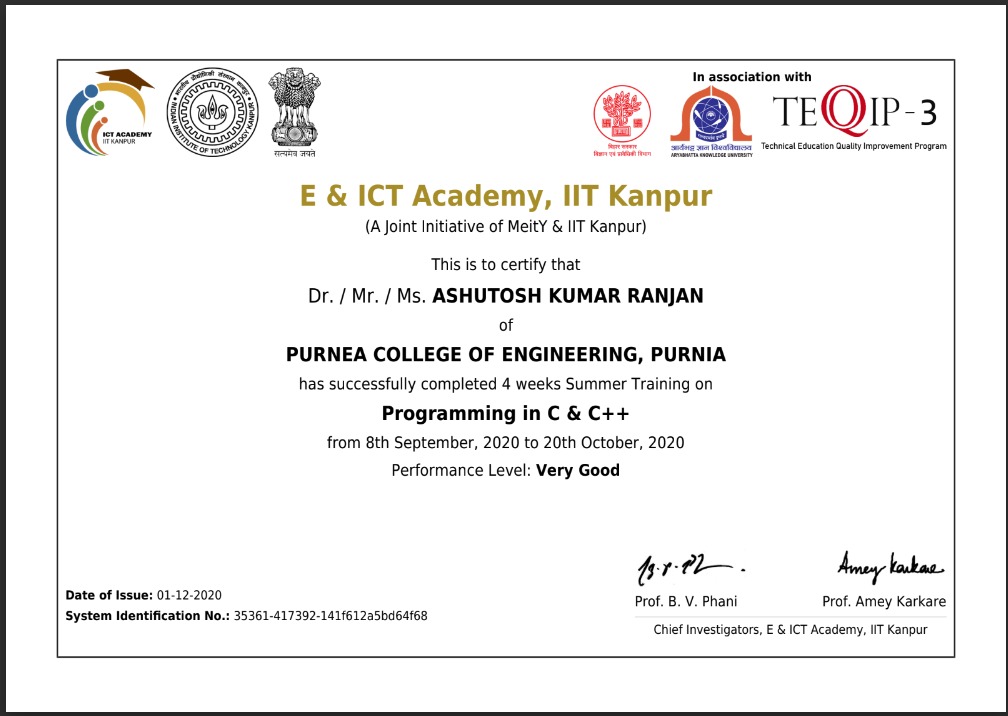 ICT ACADEMY
IIT KANPUR
भारतीय प्रौद्योगिकी संस्थान कानपुर
INDIAN INSTITUTE OF TECHNOLOGY KANPUR
सत्यमेव जयते
In association with
बिहार सरकार
विज्ञान एवं प्रावैधिकी विभाग
आर्यभट्ट ज्ञान विश्वविद्यालय
ARYABHATTA KNOWLEDGE UNIVERSITY
TEQIP-3
Technical Education Quality Improvement Program
E & ICT Academy, IIT Kanpur
(A Joint Initiative of MeitY & IIT Kanpur)
This is to certify that
Dr. / Mr. / Ms. ASHUTOSH KUMAR RANJAN
of
PURNEA COLLEGE OF ENGINEERING, PURNIA
has successfully completed 4 weeks Summer Training on
Programming in C & C++
from 8th September, 2020 to 20th October, 2020
Performance Level: Very Good
Amey Karkare
Date of Issue: 01-12-2020
System Identification No.: 35361-417392-141f612a5bd64f68
Prof. B. V. Phani
Prof. Amey Karkare
Chief Investigators, E & ICT Academy, IIT Kanpur